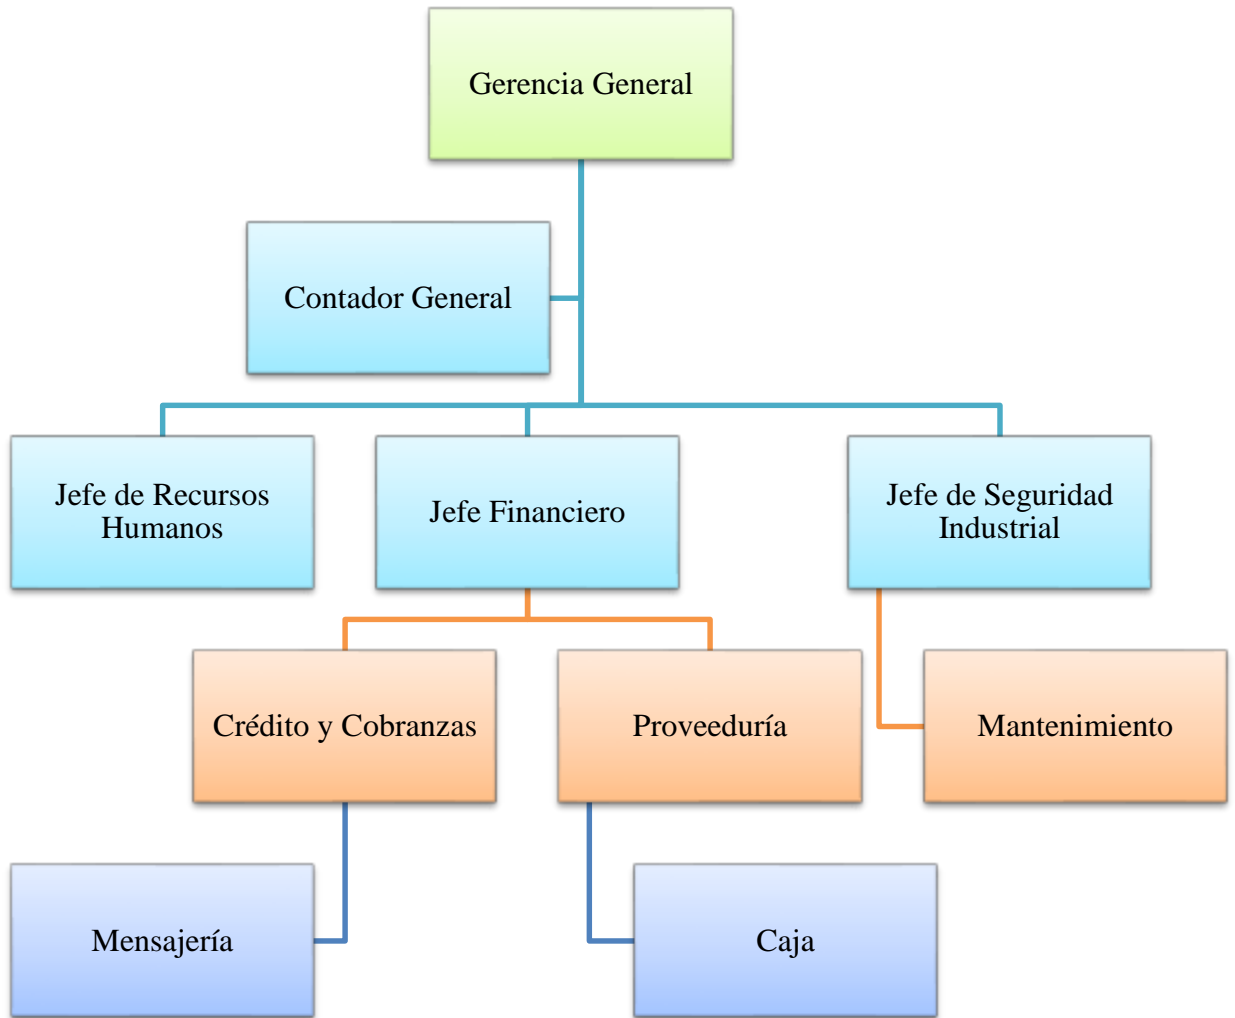 Gerencia General
Contador General
Jefe de Recursos
Humanos
Jefe Financiero
Jefe de Seguridad
Industrial
Crédito y Cobranzas
Proveeduría
Mantenimiento
Mensajería
Caja